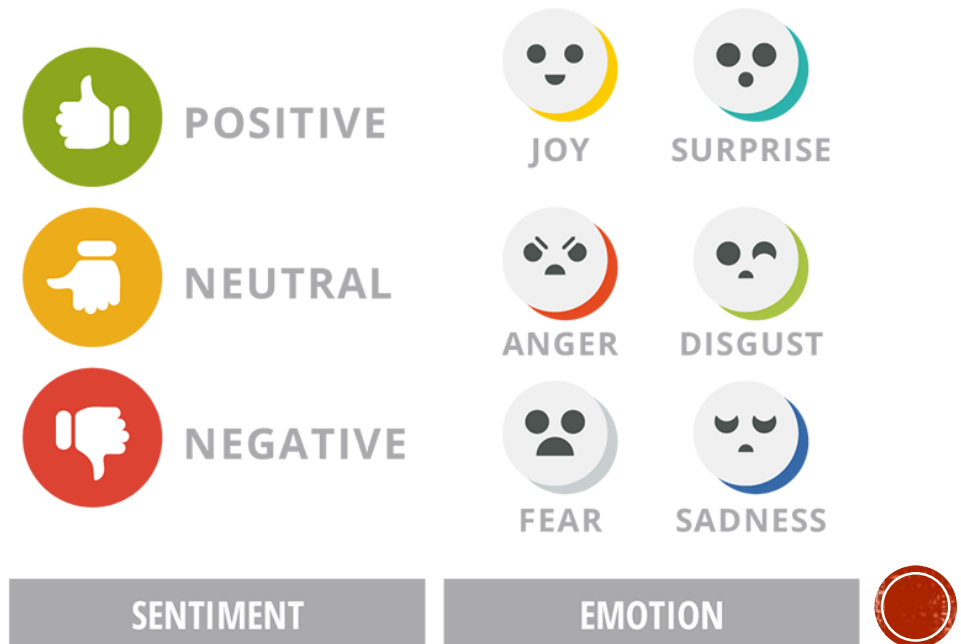 POSITIVE
NEUTRAL
NEGATIVE
JOY
SURPRISE
ANGER
DISGUST
FEAR
SADNESS
SENTIMENT
EMOTION